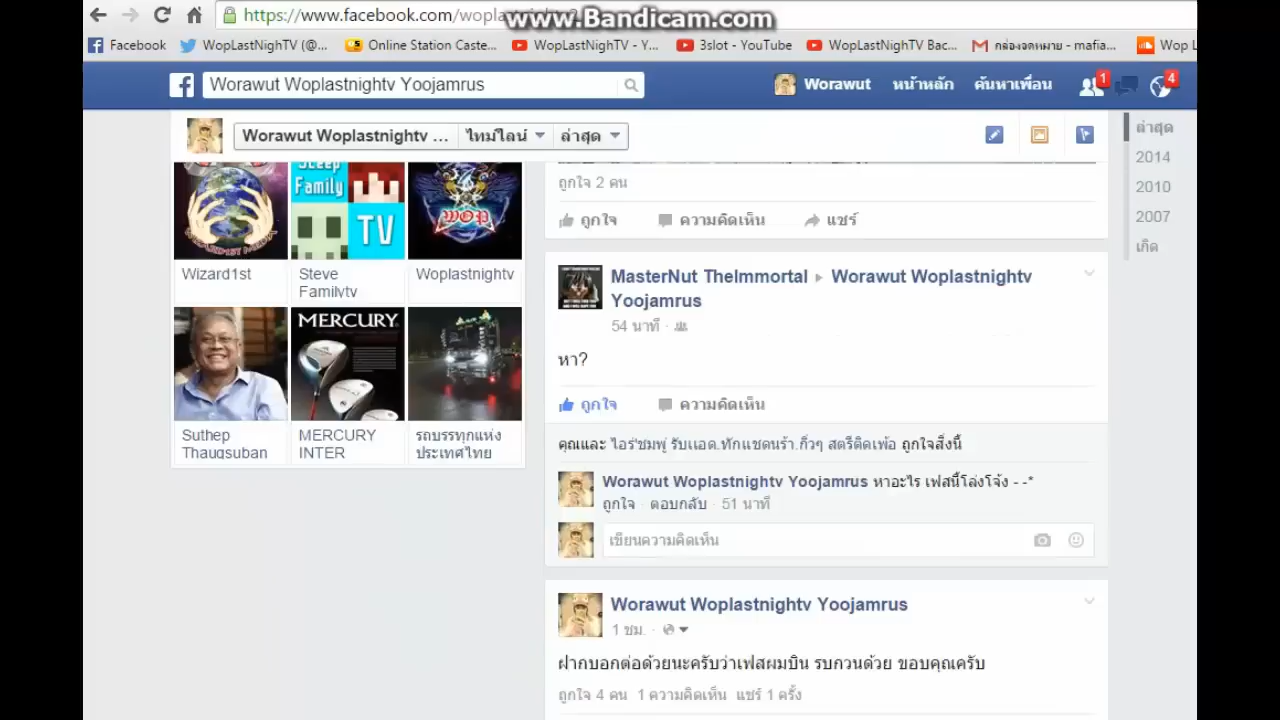 https://www.facebook.com/woplastnightv2
www.Bandicam.com
Facebook
WopLastNighTV (@...
Online Station Caste...
WopLastNighTV - Y...
3slot - YouTube
WopLastNighTV Bac...
กล่องจดหมาย - mafia...
Wop L
Worawut Woplastnightv Yoojamrus
Worawut
หน้าหลัก
ค้นหาเพื่อน
1
4
Worawut Woplastnightv ...
ไทม์ไลน์
ล่าสุด
ล่าสุด
2014
2010
2007
เกิด
Family
TV
WOP
Wizard1st
Steve
Familytv
Woplastnightv
MERCURY
Suthep
Thaugsuban
MERCURY
INTER
รถบรรทุกแห่ง
ประเทศไทย
ถูกใจ 2 คน
ถูกใจ
ความคิดเห็น
แชร์
MasterNut TheImmortal ▸ Worawut Woplastnightv
Yoojamrus
54 นาที ·
หา?
ถูกใจ
ความคิดเห็น
คุณและ ไอร่'ชมพู่ รับแอด.ทักแชตนร้า.กิ่วๆ สตรีติดเพ้อ ถูกใจสิ่งนี้
Worawut Woplastnightv Yoojamrus หาอะไร เฟสนี้โล่งโจ้ง - -*
ถูกใจ · ตอบกลับ · 51 นาที
เขียนความคิดเห็น
Worawut Woplastnightv Yoojamrus
1 ชม. ·
ฝากบอกต่อด้วยนะครับว่าเฟสผมบิน รบกวนด้วย ขอบคุณครับ
ถูกใจ 4 คน 1 ความคิดเห็น แชร์ 1 ครั้ง